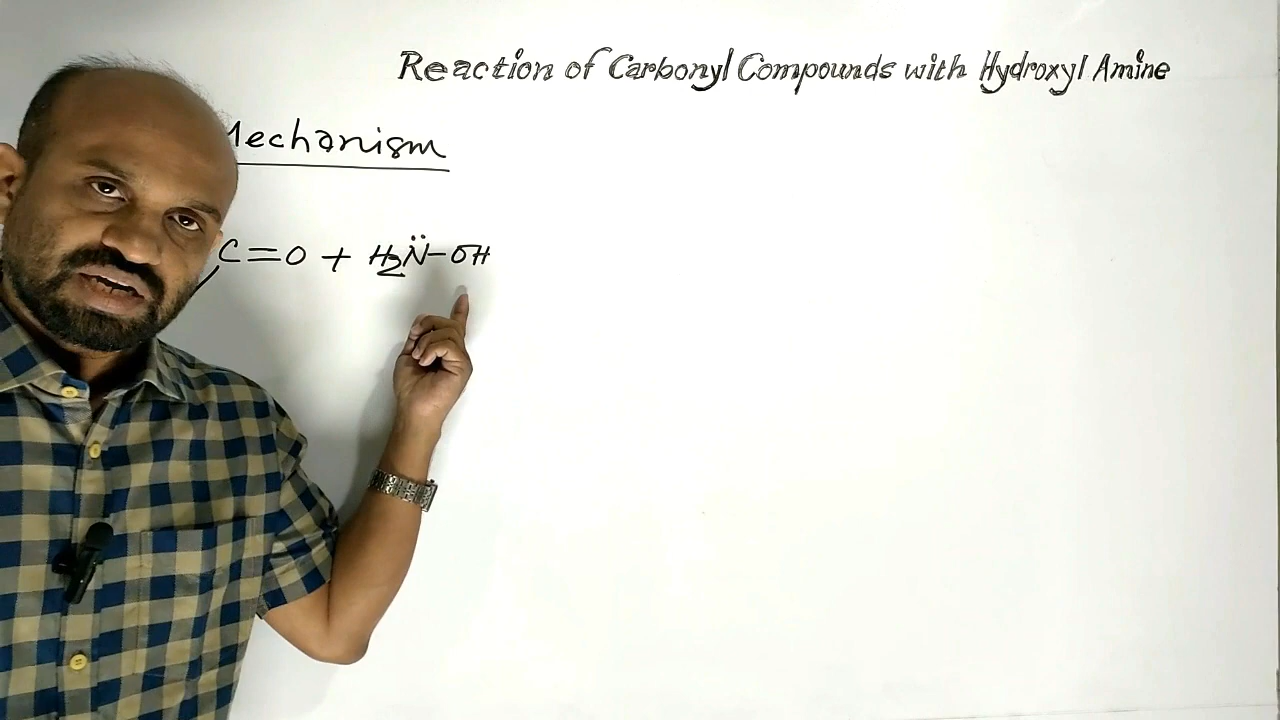 Reaction of Carbonyl Compounds with Hydroxyl Amine
Mechanism
C=O + H₂N̈-OH